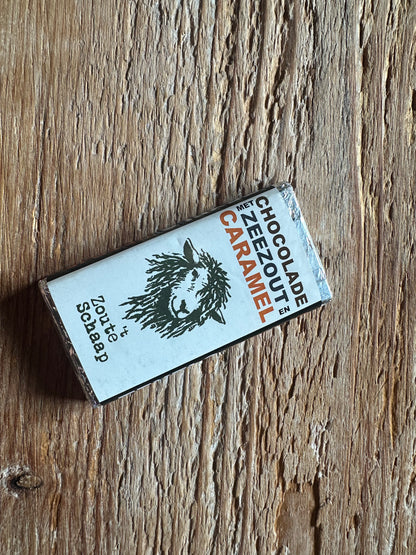 CHOCOLADE
MET ZEEZOUT EN
CARAMEL
't
Zoute
Schaap